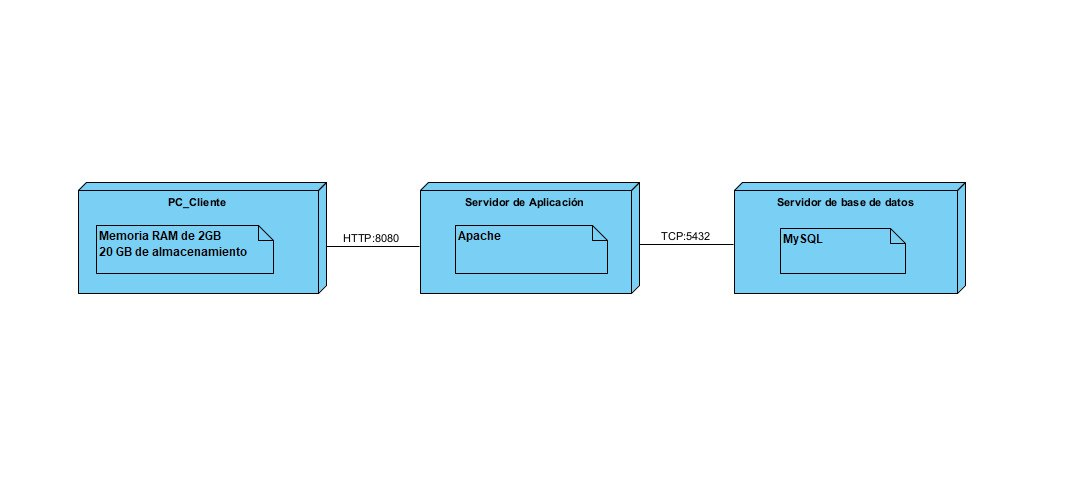 PC_Cliente
Memoria RAM de 2GB
20 GB de almacenamiento
HTTP:8080
Servidor de Aplicación
Apache
TCP:5432
Servidor de base de datos
MySQL